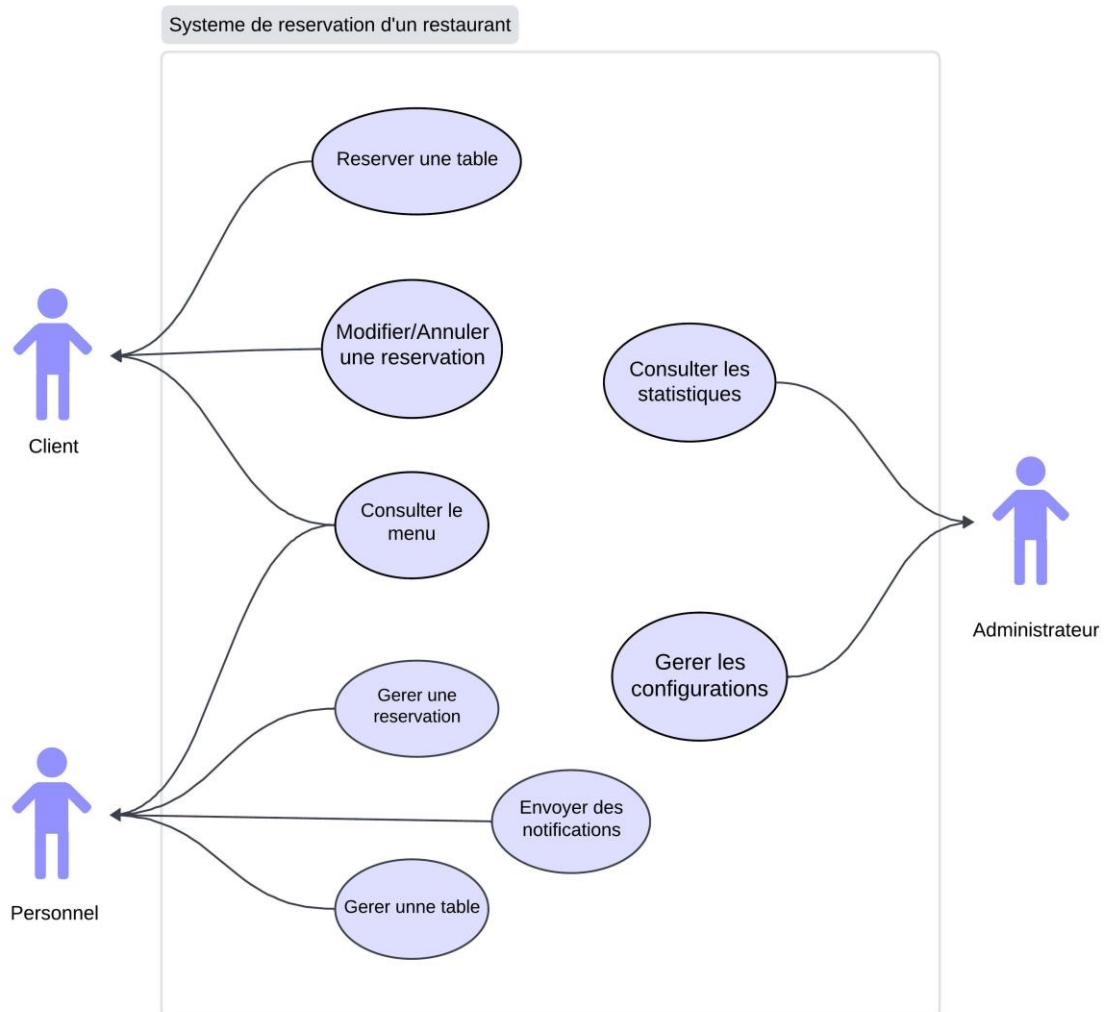 Systeme de reservation d'un restaurant
Reserver une table
Modifier/Annuler
une reservation
Consulter les
statistiques
Client
Consulter le
menu
Administrateur
Gerer les
configurations
Gerer une
reservation
Envoyer des
notifications
Gerer unne table
Personnel